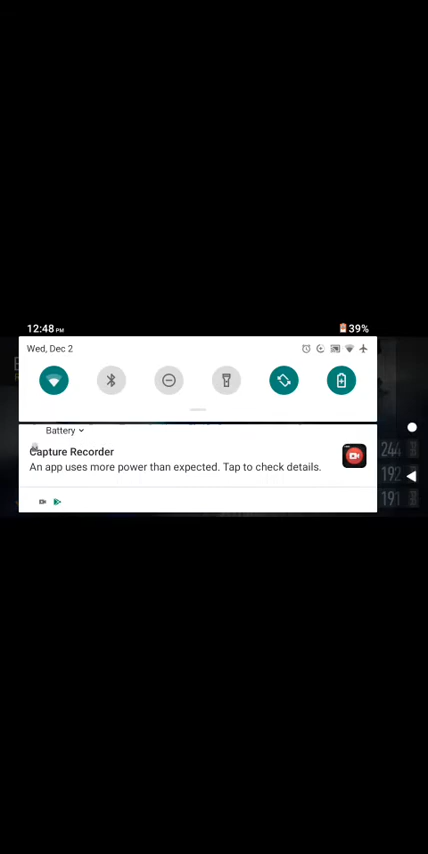 12:48 PM
39%
Wed, Dec 2
Battery
Capture Recorder
An app uses more power than expected. Tap to check details.
244
192
191